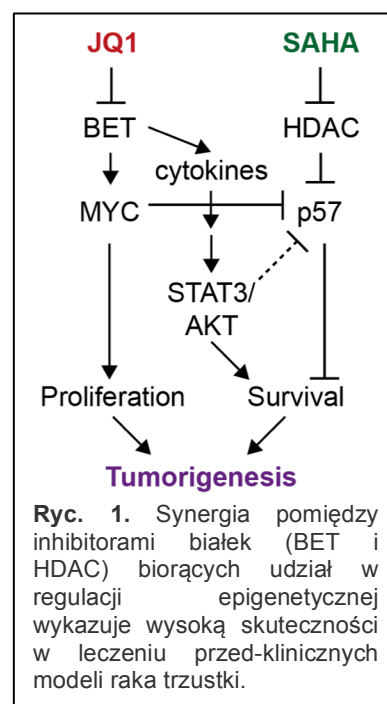 JQ1 SAHA
BET HDAC
cytokines
MYC p57
STAT3/
AKT
Proliferation Survival
Tumorigenesis
Ryc. 1. Synergia pomiędzy
inhibitorami białek (BET i
HDAC) biorących udział w
regulacji epigenetycznej
wykazuje wysoką skuteczności
w leczeniu przed-klinicznych
modeli raka trzustki.